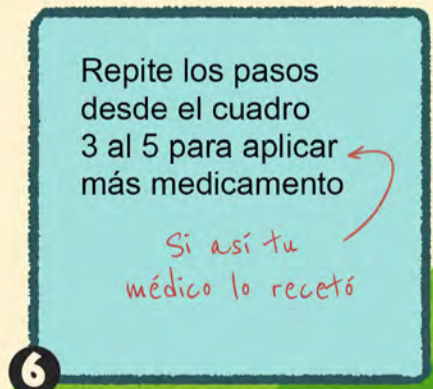 Repite los pasos
desde el cuadro
3 al 5 para aplicar
más medicamento
Si así tu
médico lo recetó
6